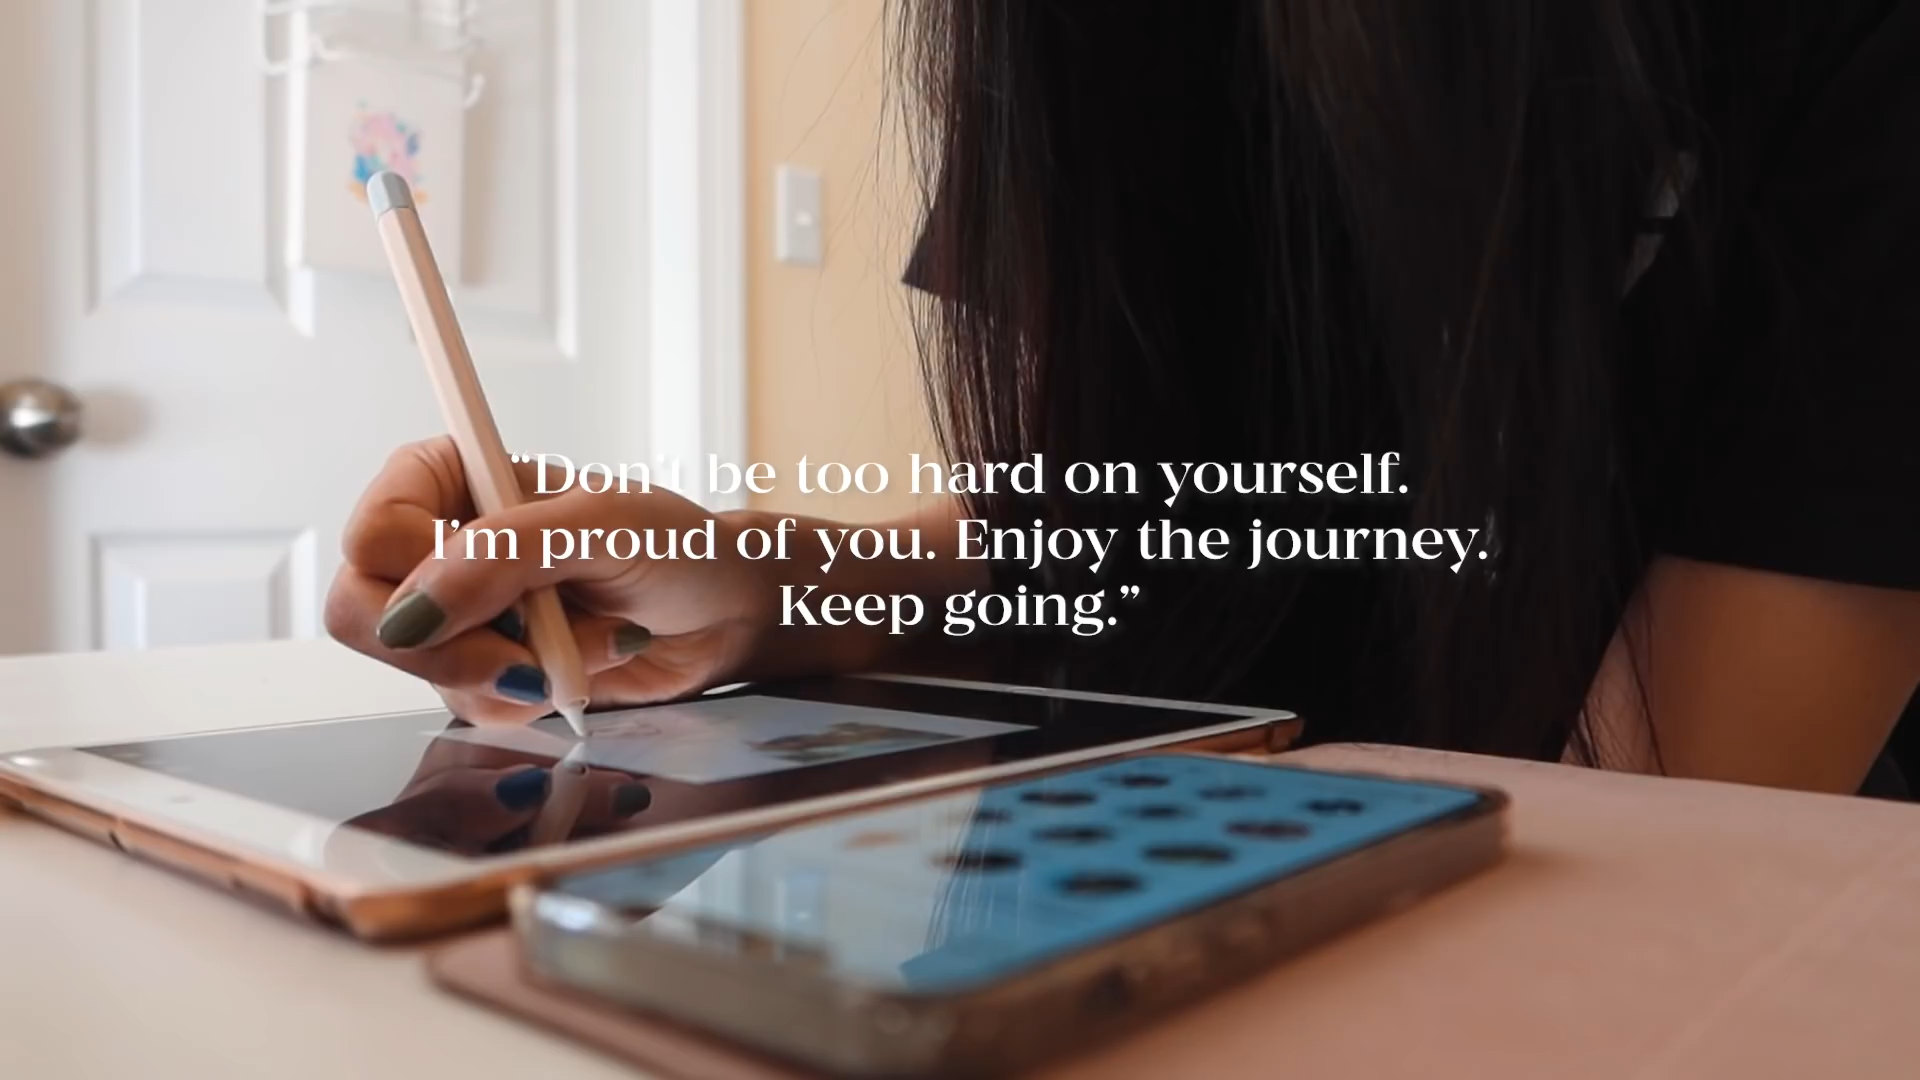 “Don’t be too hard on yourself.
I’m proud of you. Enjoy the journey.
Keep going.”